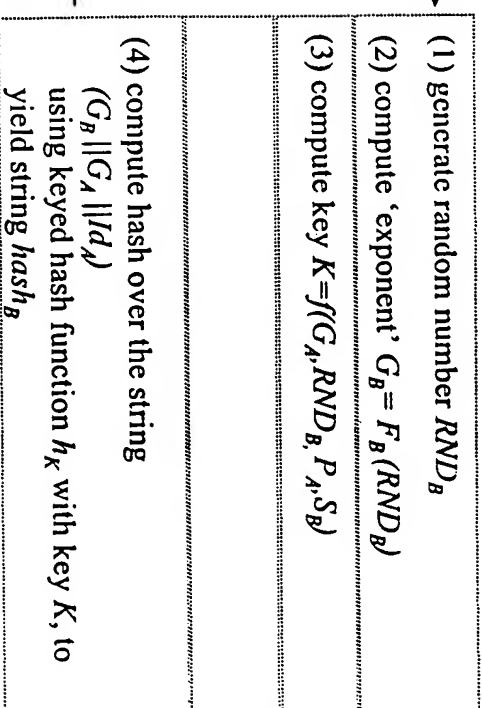 (1) generate random number RND_B
(2) compute ‘exponent’ G_B= F_B(RND_B)
(3) compute key K=f(G_A,RND_B,P_A,S_B)
(4) compute hash over the string
(G_B ||G_A ||Id_A)
using keyed hash function h_K with key K, to
yield string hash_B